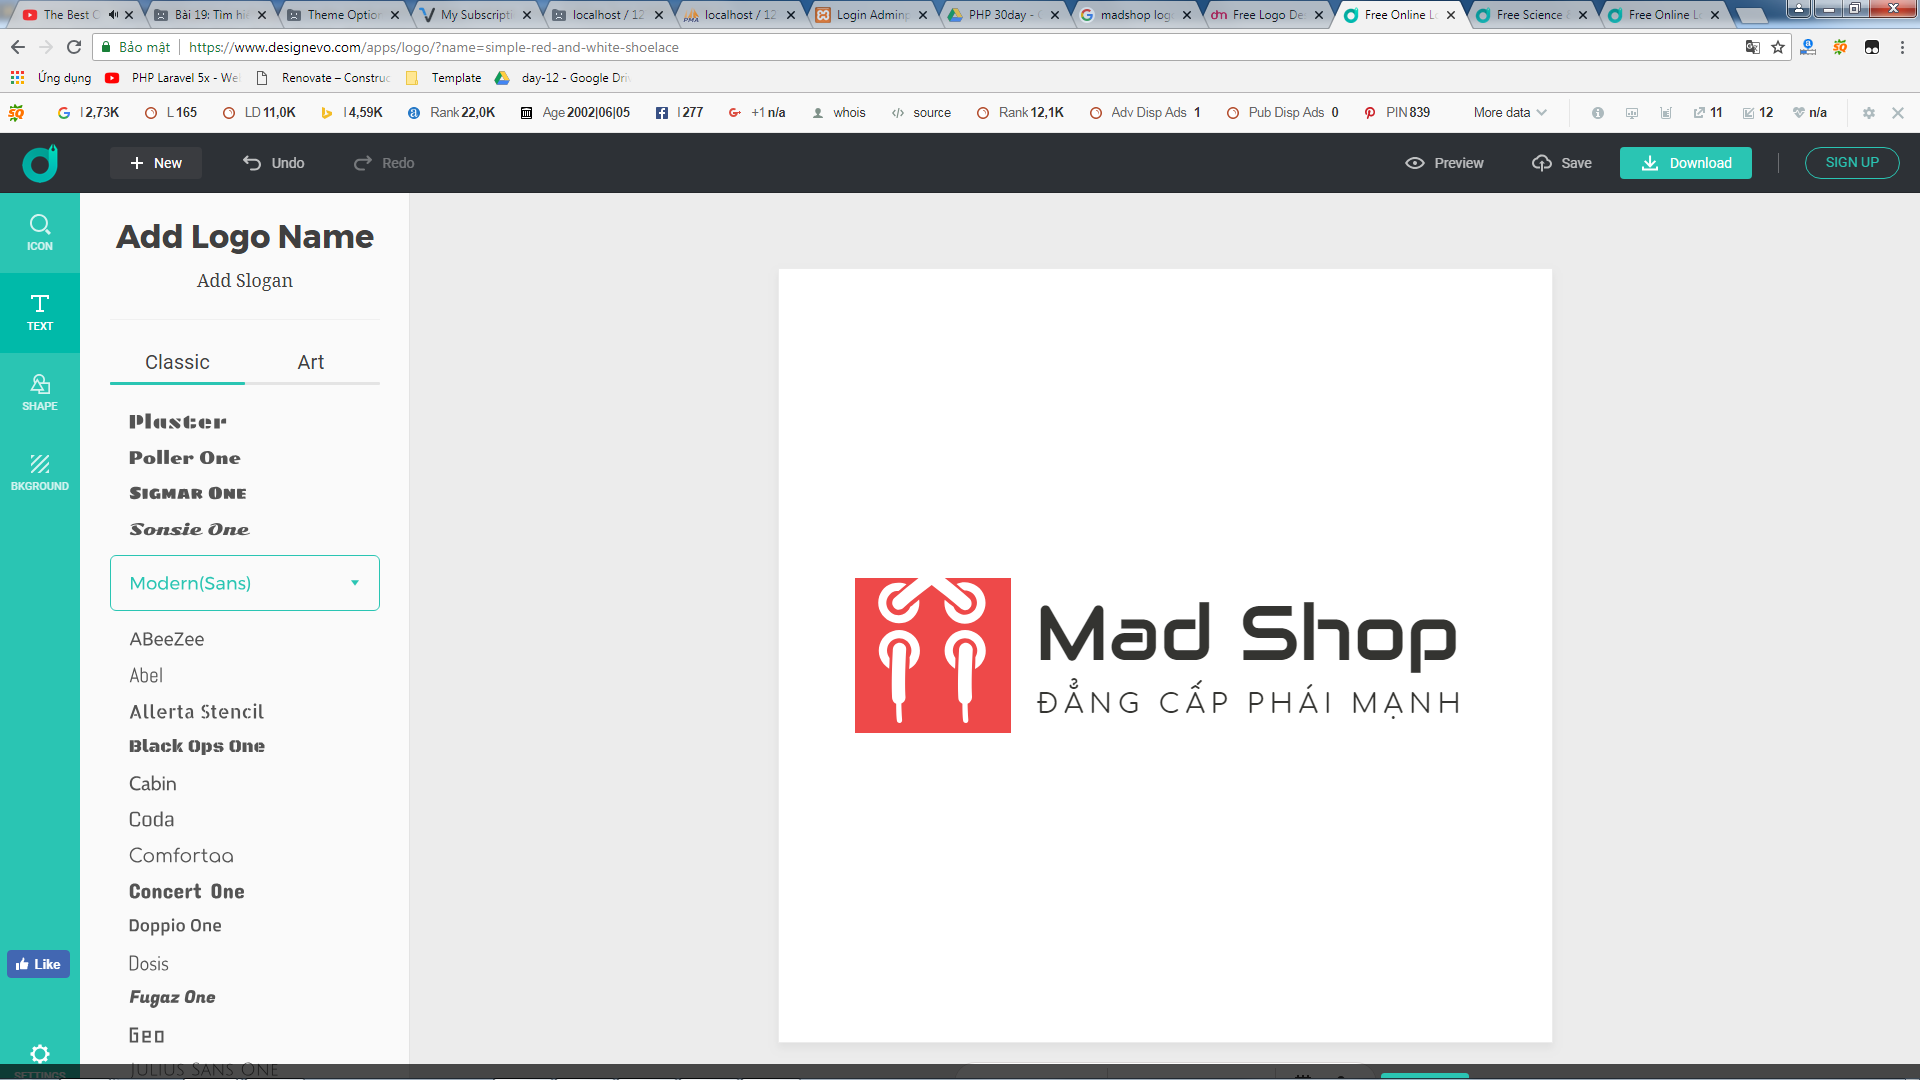 The Best
Bài 19: Tìm
Theme Option
My Subscripti
localhost / 12
localhost / 12
Login Adminp
PHP 30day -
madshop log
Free Logo De
Free Online L
Free Science
Free Online L
Bảo mật
https://www.designevo.com/apps/logo/?name=simple-red-and-white-shoelace
Ứng dụng
PHP Laravel 5x - We
Renovate – Construc
Template
day-12 - Google Dri
I 2,73K
L 165
LD 11,0K
I 4,59K
Rank 22,0K
Age 2002|06|05
I 277
+1 n/a
whois
source
Rank 12,1K
Adv Disp Ads 1
Pub Disp Ads 0
PIN 839
More data
11
12
n/a
New
Undo
Redo
Preview
Save
Download
SIGN UP
ICON
TEXT
SHAPE
BKGROUND
Like
SETTINGS
Add Logo Name
Add Slogan
Classic
Art
Plaster
Poller One
Sigmar One
Sonsie One
Modern(Sans)
ABeeZee
Abel
Allerta Stencil
Black Ops One
Cabin
Coda
Comfortaa
Concert One
Doppio One
Dosis
Fugaz One
Geo
Julius Sans One
Mad Shop
ĐẲNG CẤP PHÁI MẠNH